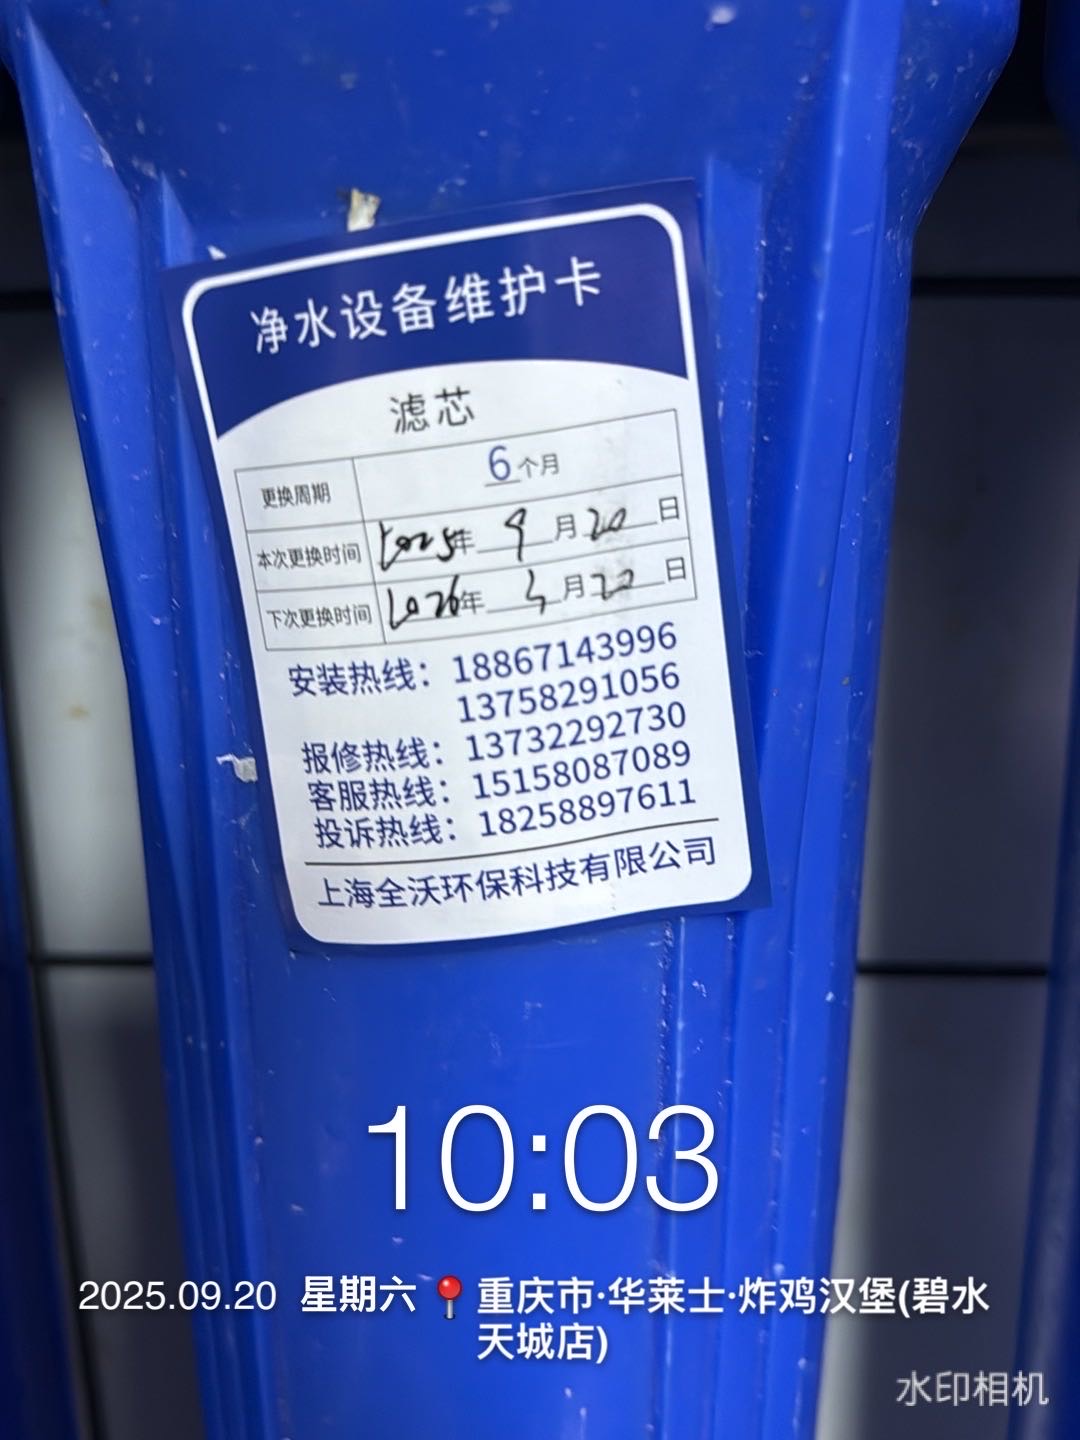 净水设备维护卡
滤芯
更换周期 6个月
本次更换时间 2025年9月20日
下次更换时间 2026年3月20日
安装热线：18867143996
13758291056
报修热线：13732292730
客服热线：15158087089
投诉热线：18258897611
上海全沃环保科技有限公司
10:03
2025.09.20 星期六 📍重庆市·华莱士·炸鸡汉堡(碧水
天城店)
水印相机